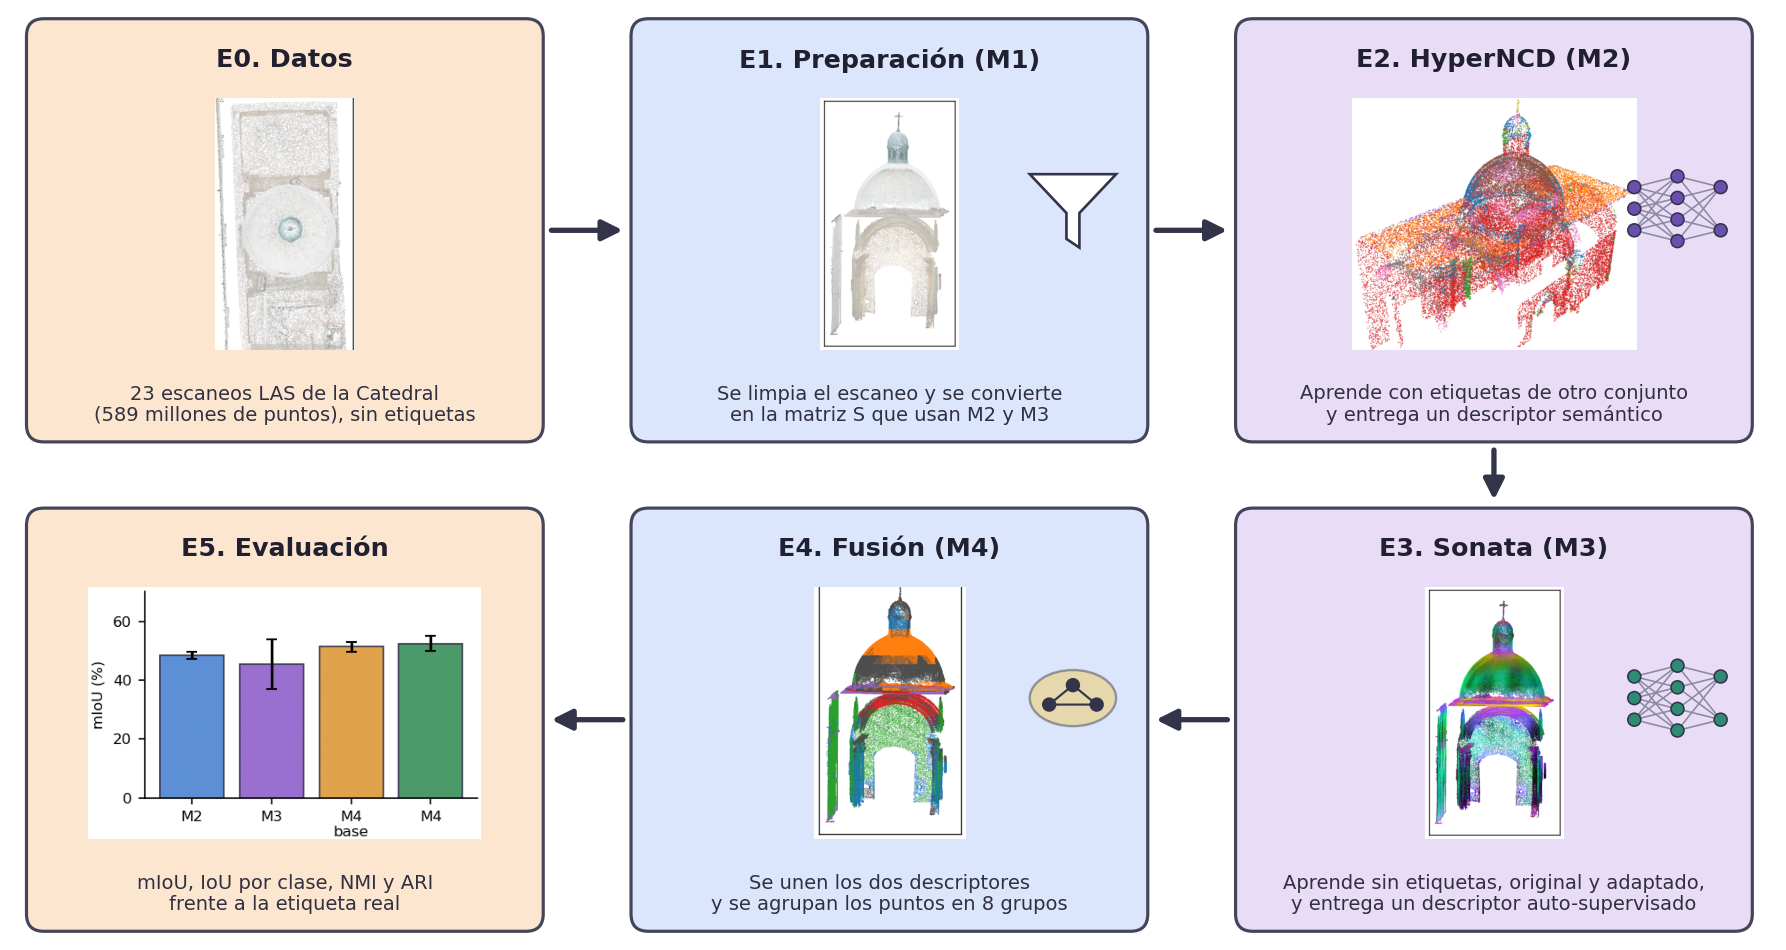 E0. Datos
23 escaneos LAS de la Catedral
(589 millones de puntos), sin etiquetas
E1. Preparación (M1)
Se limpia el escaneo y se convierte
en la matriz S que usan M2 y M3
E2. HyperNCD (M2)
Aprende con etiquetas de otro conjunto
y entrega un descriptor semántico
E5. Evaluación
mIoU (%)
60
40
20
0
M2
M3
M4
base
M4
mIoU, IoU por clase, NMI y ARI
frente a la etiqueta real
E4. Fusión (M4)
Se unen los dos descriptores
y se agrupan los puntos en 8 grupos
E3. Sonata (M3)
Aprende sin etiquetas, original y adaptado,
y entrega un descriptor auto-supervisado